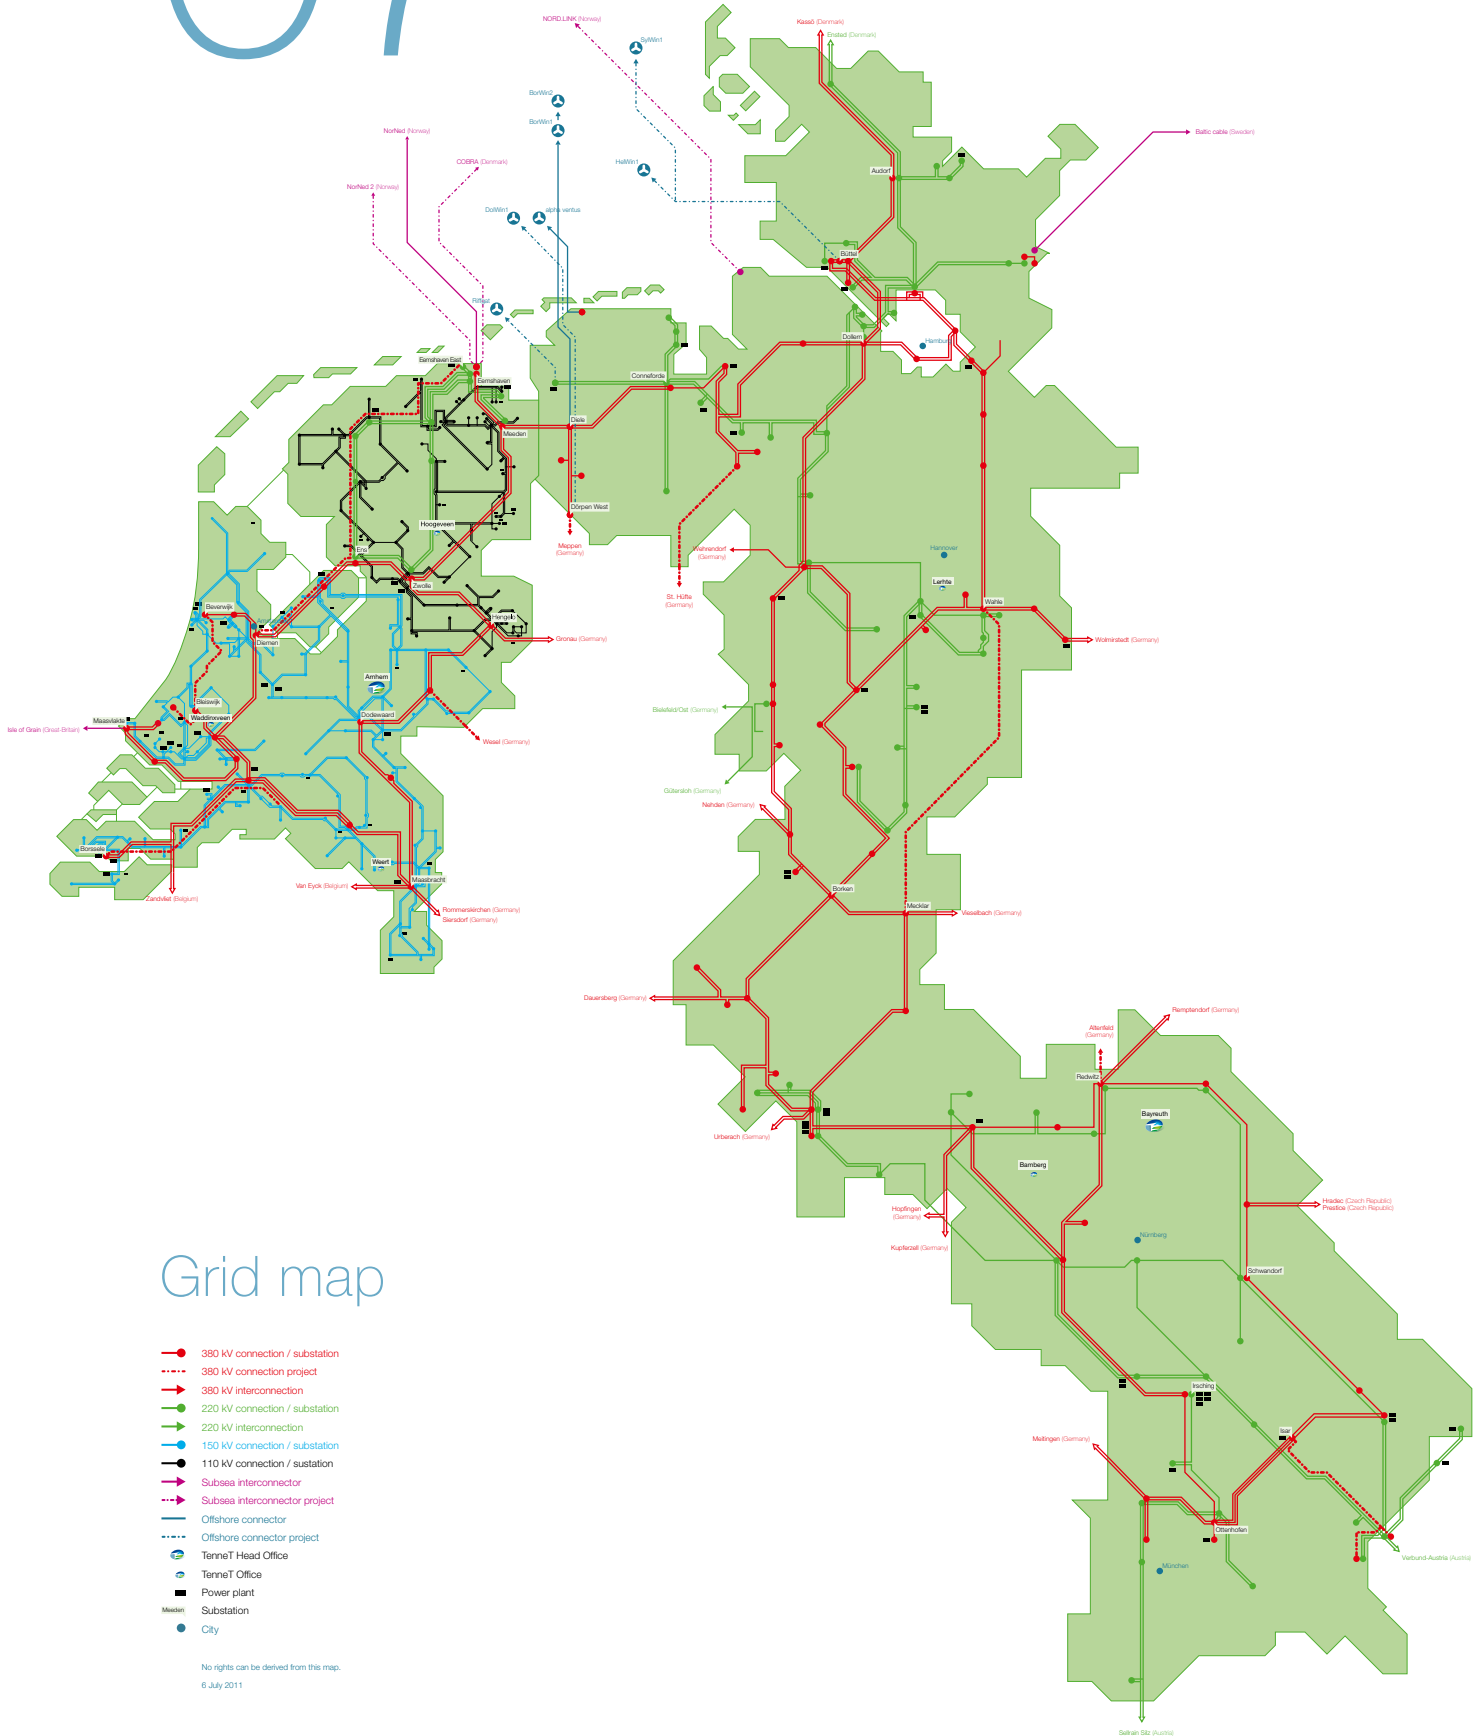 07
NORD.LINK (Norway)
Kassö (Denmark)
Ensted (Denmark)
SylWin1
BorWin2
BorWin1
NorNed (Norway)
Baltic cable (Sweden)
COBRA (Denmark)
HelWin1
Audorf
NorNed 2 (Norway)
DolWin1
alpha ventus
Büttel
Riffgat
Dollern
Hamburg
Eemshaven East
Eemshaven
Conneforde
Diele
Meeden
Dörpen West
Hoogeveen
Meppen
(Germany)
Wehrendorf
(Germany)
Hannover
Ens
Zwolle
Lerhte
St. Hülfe
(Germany)
Wahle
Beverwijk
Amsterdam
Hengelo
Diemen
Gronau (Germany)
Wolmirstedt (Germany)
Arnhem
Bleiswijk
Waddinxveen
Dodewaard
Bielefeld/Ost (Germany)
Maasvlakte
Isle of Grain (Great-Britain)
Wesel (Germany)
Gütersloh (Germany)
Nehden (Germany)
Borssele
Weert
Maasbracht
Van Eyck (Belgium)
Borken
Zandvliet (Belgium)
Rommerskirchen (Germany)
Siersdorf (Germany)
Mecklar
Vieselbach (Germany)
Dauersberg (Germany)
Remptendorf (Germany)
Altenfeld
(Germany)
Redwitz
Bayreuth
Urberach (Germany)
Bamberg
Hopfingen
(Germany)
Hradec (Czech Republic)
Prestice (Czech Republic)
Nürnberg
Kupferzell (Germany)
Schwandorf
Irsching
Isar
Meitingen (Germany)
Ottenhofen
Verbund-Austria (Austria)
München
Sellrain Silz (Austria)
Grid map
380 kV connection / substation
380 kV connection project
380 kV interconnection
220 kV connection / substation
220 kV interconnection
150 kV connection / substation
110 kV connection / sustation
Subsea interconnector
Subsea interconnector project
Offshore connector
Offshore connector project
TenneT Head Office
TenneT Office
Power plant
Meeden Substation
City
No rights can be derived from this map.
6 July 2011